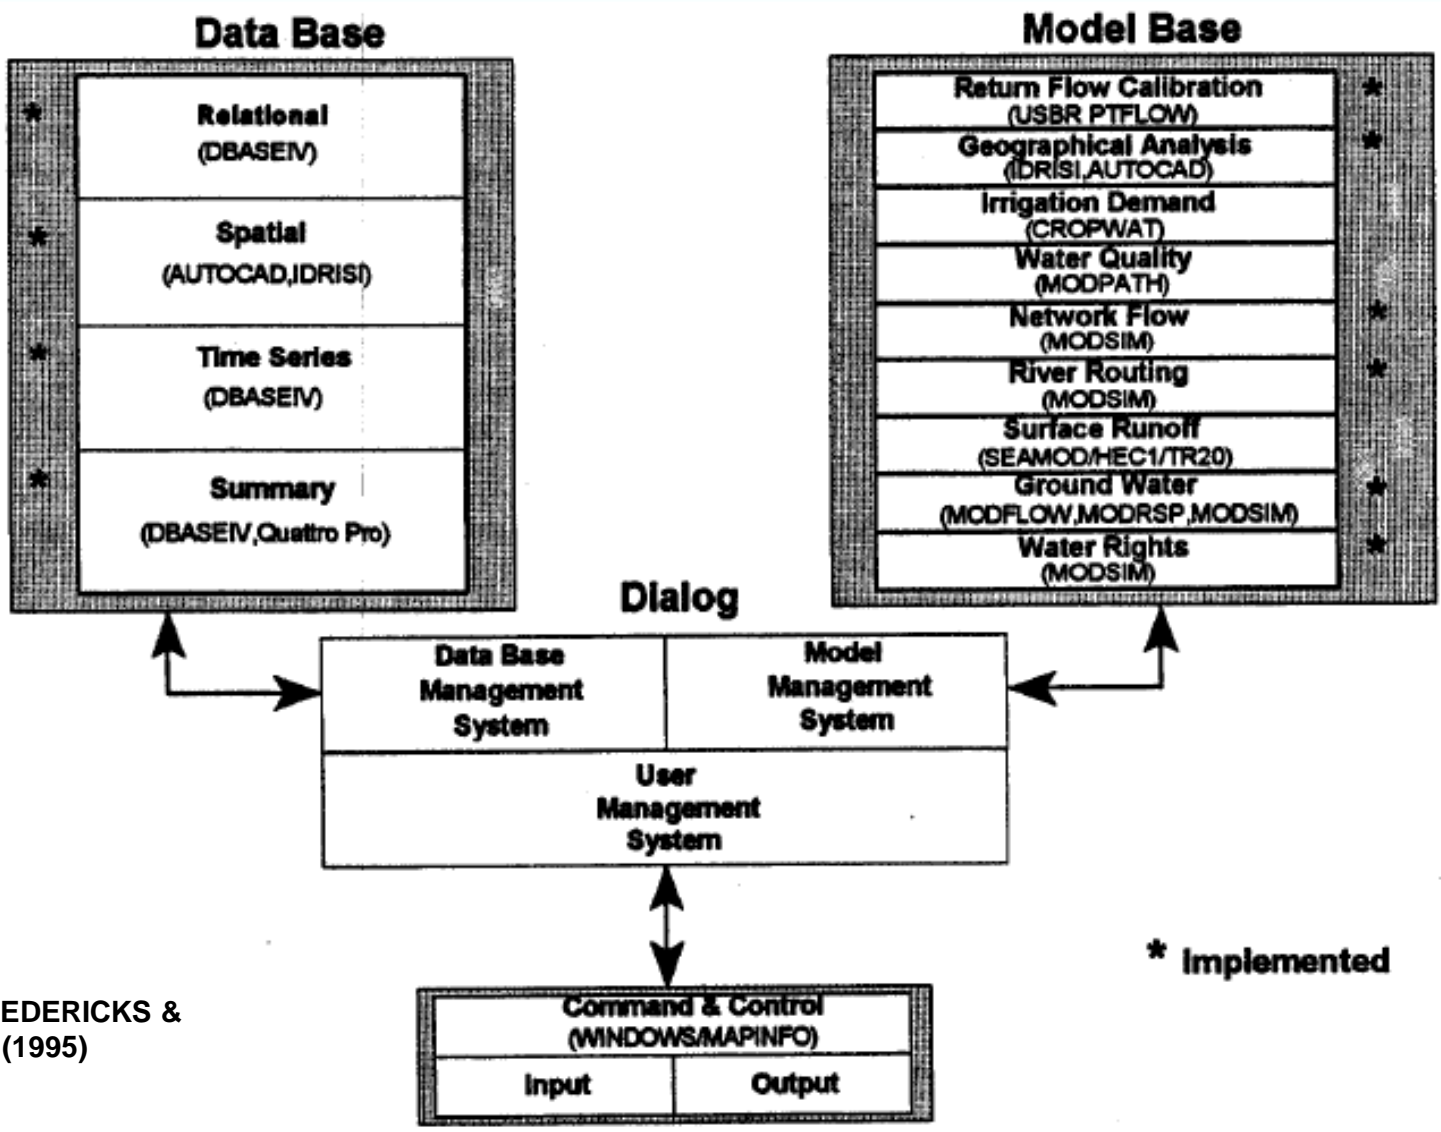 Data Base
* Relational
(DBASEIV)
* Spatial
(AUTOCAD,IDRISI)
* Time Series
(DBASEIV)
* Summary
(DBASEIV,Quattro Pro)
Model Base
Return Flow Calibration *
(USBR PTFLOW)
Geographical Analysis *
(IDRISI,AUTOCAD)
Irrigation Demand
(CROPWAT)
Water Quality
(MODPATH)
Network Flow *
(MODSIM)
River Routing *
(MODSIM)
Surface Runoff
(SEAMOD/HEC1/TR20)
Ground Water *
(MODFLOW,MODRSP,MODSIM)
Water Rights *
(MODSIM)
Dialog
Data Base
Management
System
Model
Management
System
User
Management
System
* Implemented
Command & Control
(WINDOWS/MAPINFO)
Input
Output
EDERICKS &
(1995)